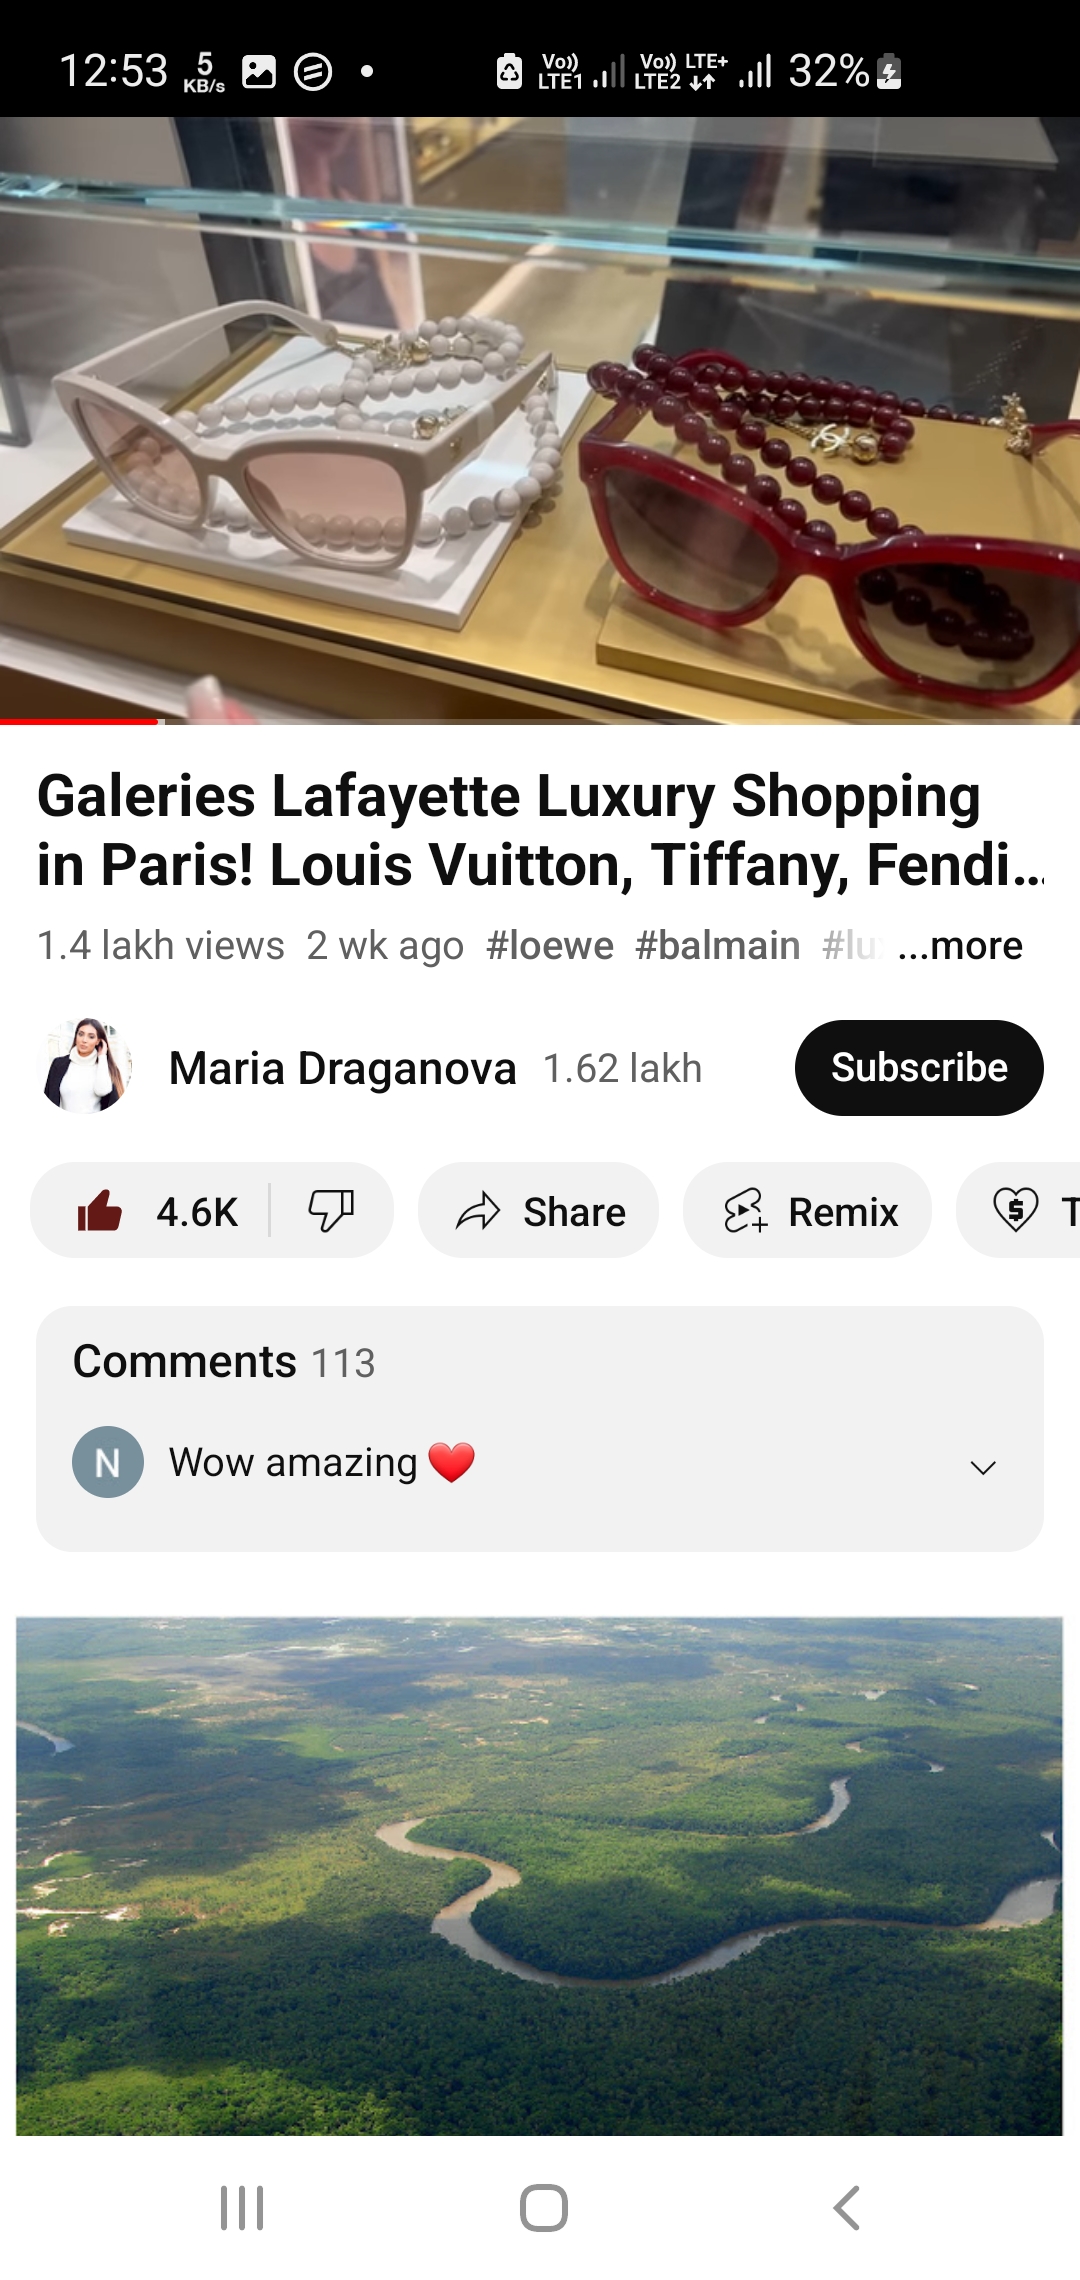 12:53 5 KB/s Vo)) LTE1 Vo)) LTE+ LTE2 32%
Galeries Lafayette Luxury Shopping
in Paris! Louis Vuitton, Tiffany, Fendi...
1.4 lakh views 2 wk ago #loewe #balmain #lu ...more
Maria Draganova 1.62 lakh Subscribe
4.6K Share Remix T
Comments 113
N Wow amazing ❤️